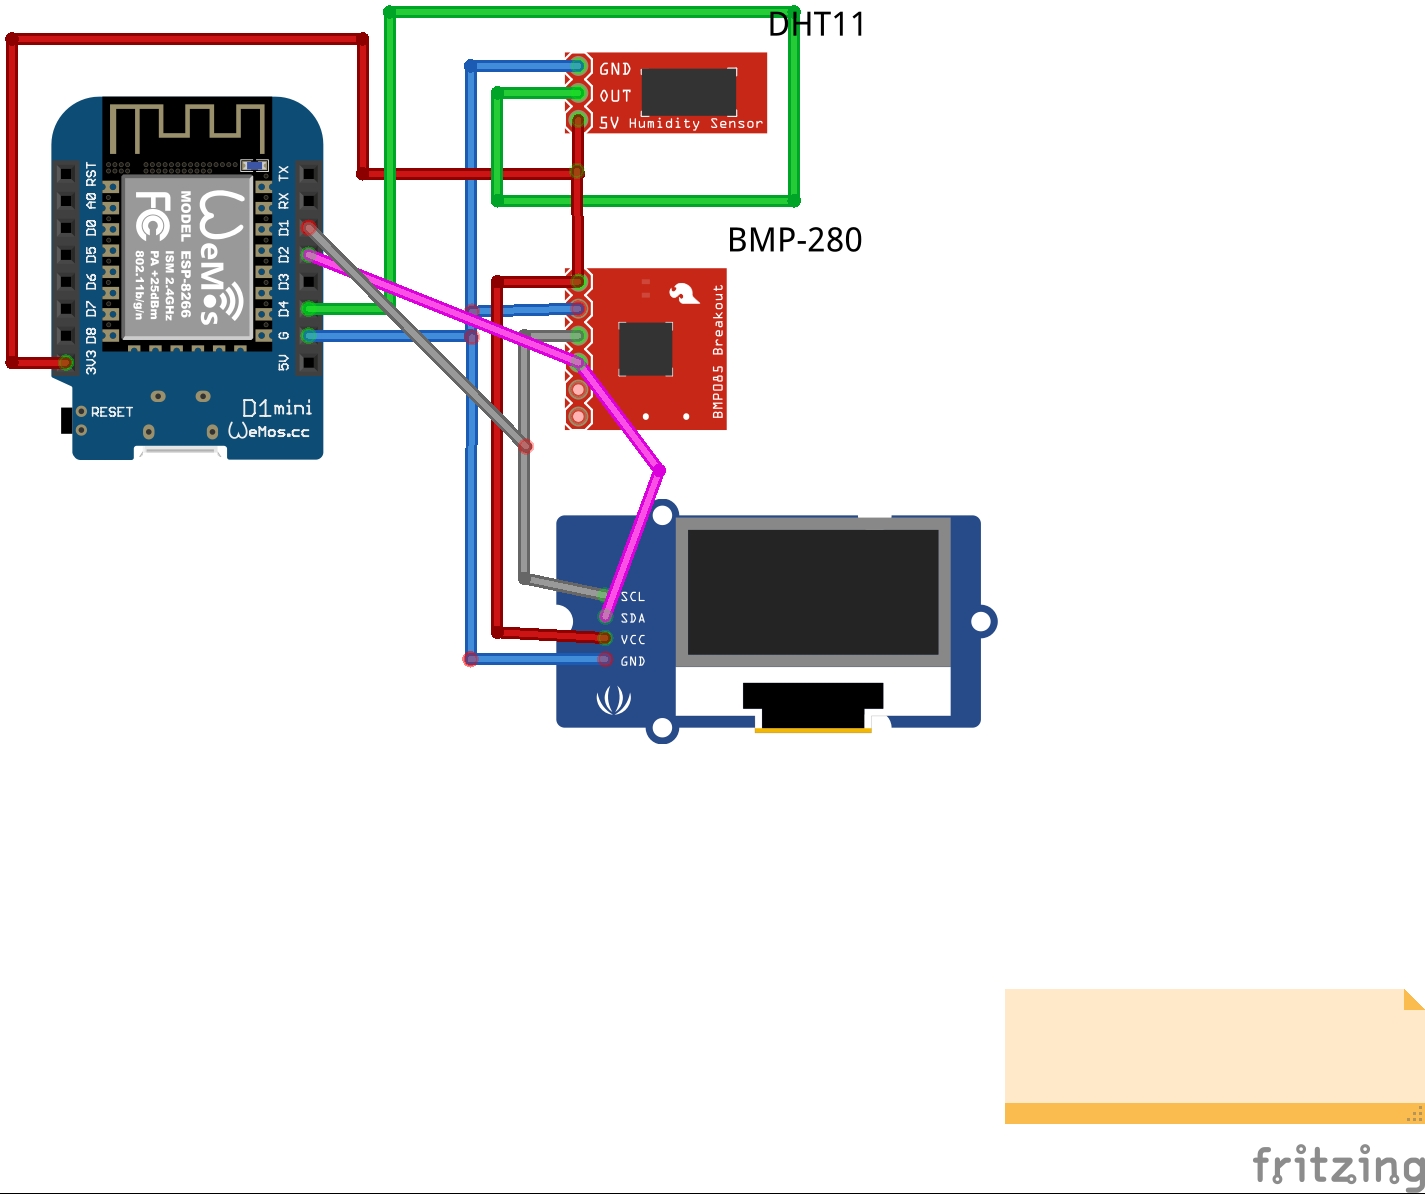 DHT11
GND
OUT
5V Humidity Sensor
BMP-280
BMP085 Breakout
RST
A0
D0
D5
D6
D7
D8
3V3
TX
RX
D1
D2
D3
D4
G
5V
WeMos
MODEL ESP-8266
ISM 2.4GHz
PA +25dBm
802.11b/g/n
FC
RESET
D1mini
WeMos.cc
SCL
SDA
VCC
GND
fritzing